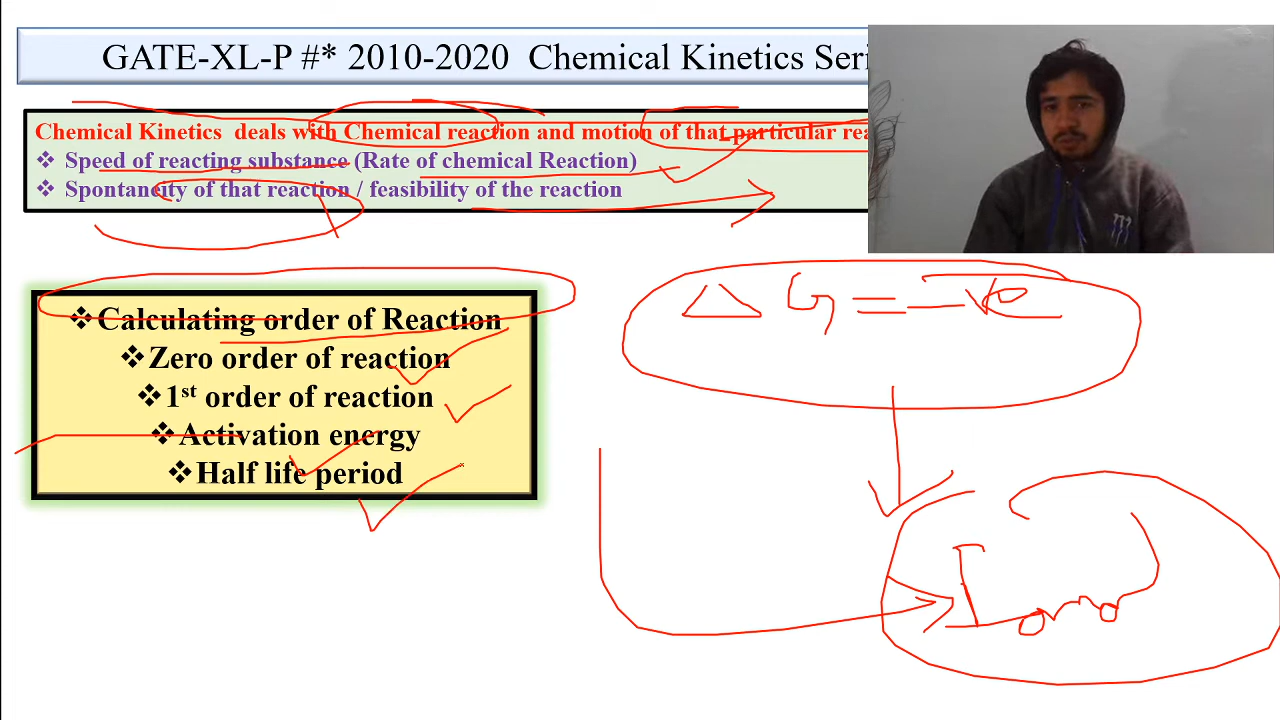 GATE-XL-P #* 2010-2020 Chemical Kinetics Seri
Chemical Kinetics deals with Chemical reaction and motion of that particular rea
❖ Speed of reacting substance (Rate of chemical Reaction)
❖ Spontaneity of that reaction / feasibility of the reaction
❖Calculating order of Reaction
❖Zero order of reaction
❖1st order of reaction
❖Activation energy
❖Half life period
Δ G = -ve